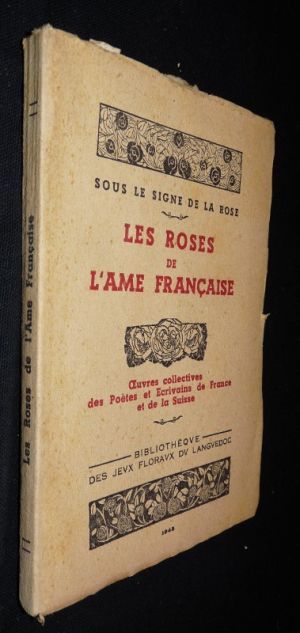 SOUS LE SIGNE DE LA ROSE
LES ROSES
DE
L'AME FRANÇAISE
Œuvres collectives
des Poètes et Ecrivains de France
et de la Suisse
BIBLIOTHÈQVE
DES JEVX FLORAVX DV LANGVEDOC
Les Roses de l'Ame Française